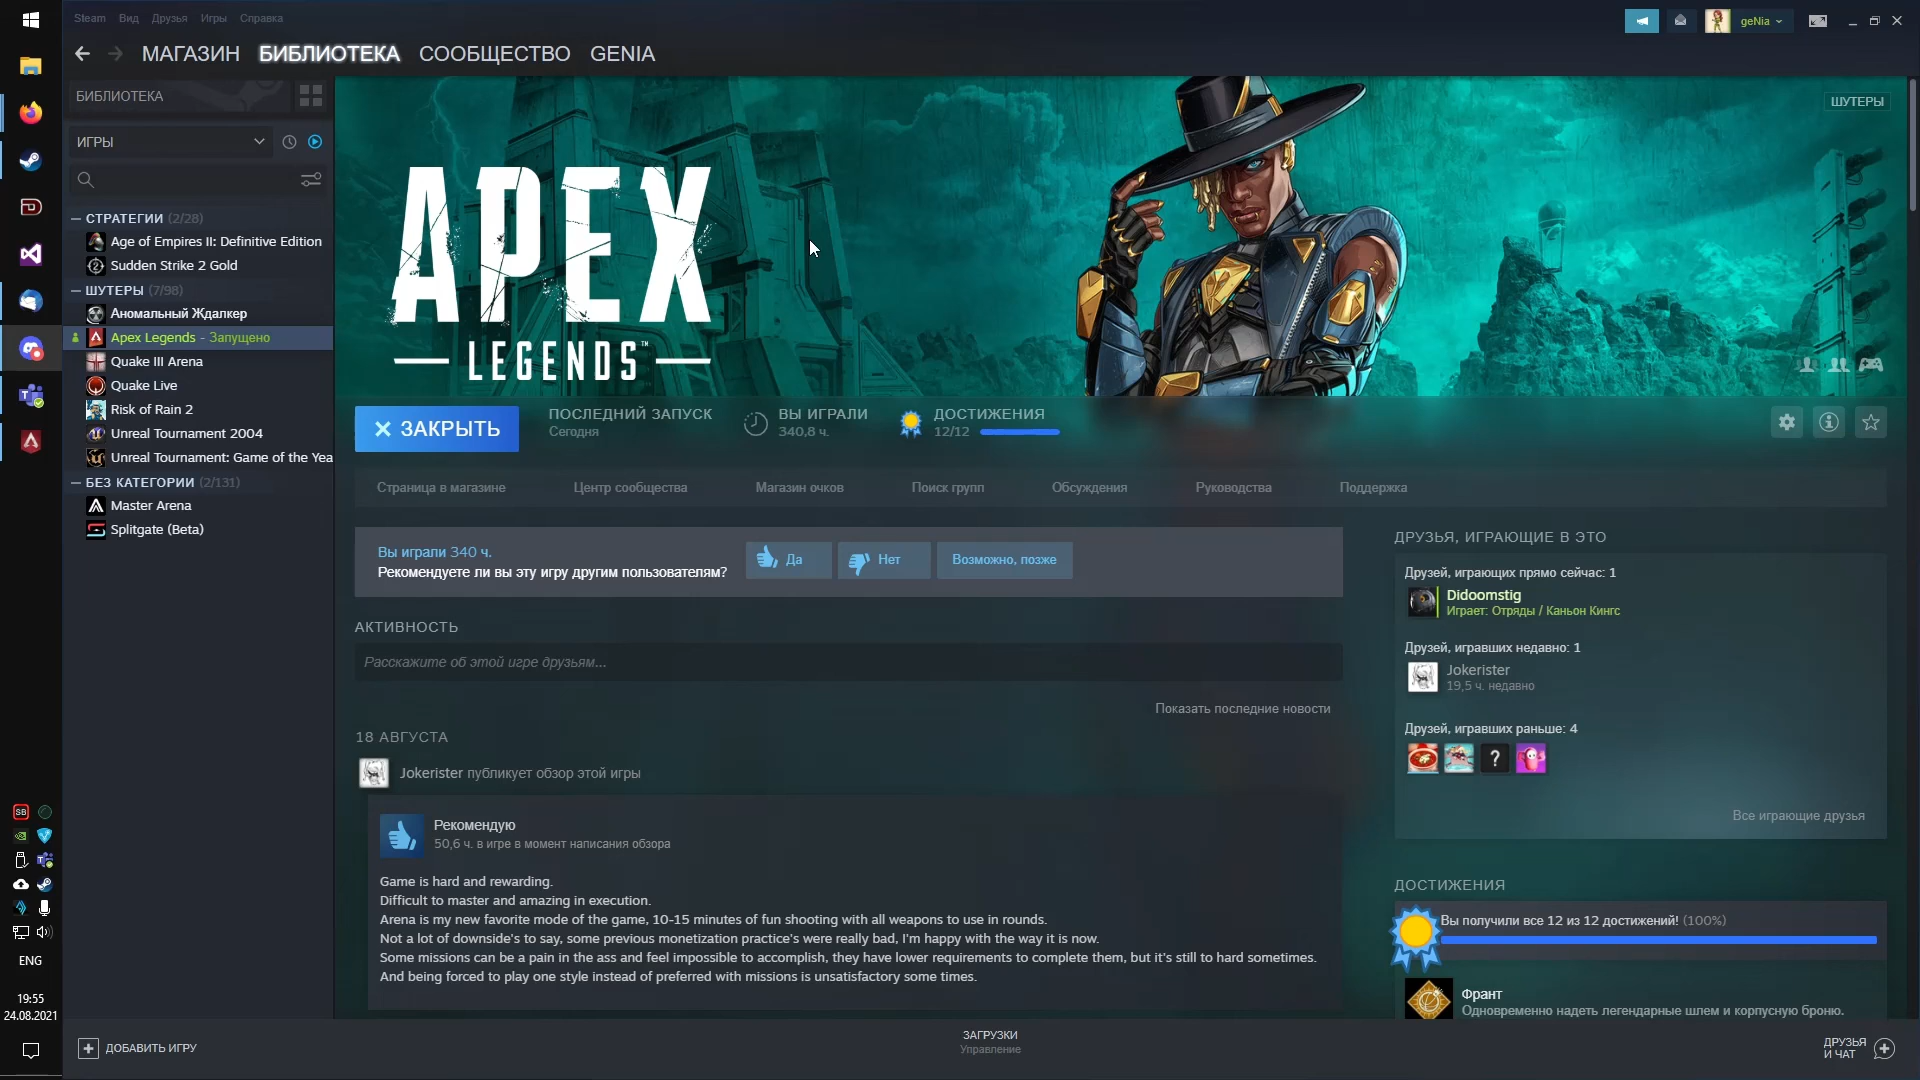 Steam Вид Друзья Игры Справка
geNia
МАГАЗИН БИБЛИОТЕКА СООБЩЕСТВО GENIA
БИБЛИОТЕКА
ИГРЫ
СТРАТЕГИИ (2/28)
Age of Empires II: Definitive Edition
Sudden Strike 2 Gold
ШУТЕРЫ (7/98)
Аномальный Ждалкер
Apex Legends - Запущено
Quake III Arena
Quake Live
Risk of Rain 2
Unreal Tournament 2004
Unreal Tournament: Game of the Yea
БЕЗ КАТЕГОРИИ (2/131)
Master Arena
Splitgate (Beta)
SB
ENG
19:55
24.08.2021
ДОБАВИТЬ ИГРУ
ШУТЕРЫ
APEX
LEGENDS™
ЗАКРЫТЬ
ПОСЛЕДНИЙ ЗАПУСК
Сегодня
ВЫ ИГРАЛИ
340,8 ч.
ДОСТИЖЕНИЯ
12/12
Страница в магазине Центр сообщества Магазин очков Поиск групп Обсуждения Руководства Поддержка
Вы играли 340 ч.
Рекомендуете ли вы эту игру другим пользователям?
Да Нет Возможно, позже
АКТИВНОСТЬ
Расскажите об этой игре друзьям...
Показать последние новости
18 АВГУСТА
Jokerister публикует обзор этой игры
Рекомендую
50,6 ч. в игре в момент написания обзора
Game is hard and rewarding.
Difficult to master and amazing in execution.
Arena is my new favorite mode of the game, 10-15 minutes of fun shooting with all weapons to use in rounds.
Not a lot of downside's to say, some previous monetization practice's were really bad, I'm happy with the way it is now.
Some missions can be a pain in the ass and feel impossible to accomplish, they have lower requirements to complete them, but it's still to hard sometimes.
And being forced to play one style instead of preferred with missions is unsatisfactory some times.
ДРУЗЬЯ, ИГРАЮЩИЕ В ЭТО
Друзей, играющих прямо сейчас: 1
Didoomstig
Играет: Отряды / Каньон Кингс
Друзей, игравших недавно: 1
Jokerister
19,5 ч. недавно
Друзей, игравших раньше: 4
?
Все играющие друзья
ДОСТИЖЕНИЯ
Вы получили все 12 из 12 достижений! (100%)
Франт
Одновременно надеть легендарные шлем и корпусную броню.
ЗАГРУЗКИ
Управление
ДРУЗЬЯ
И ЧАТ